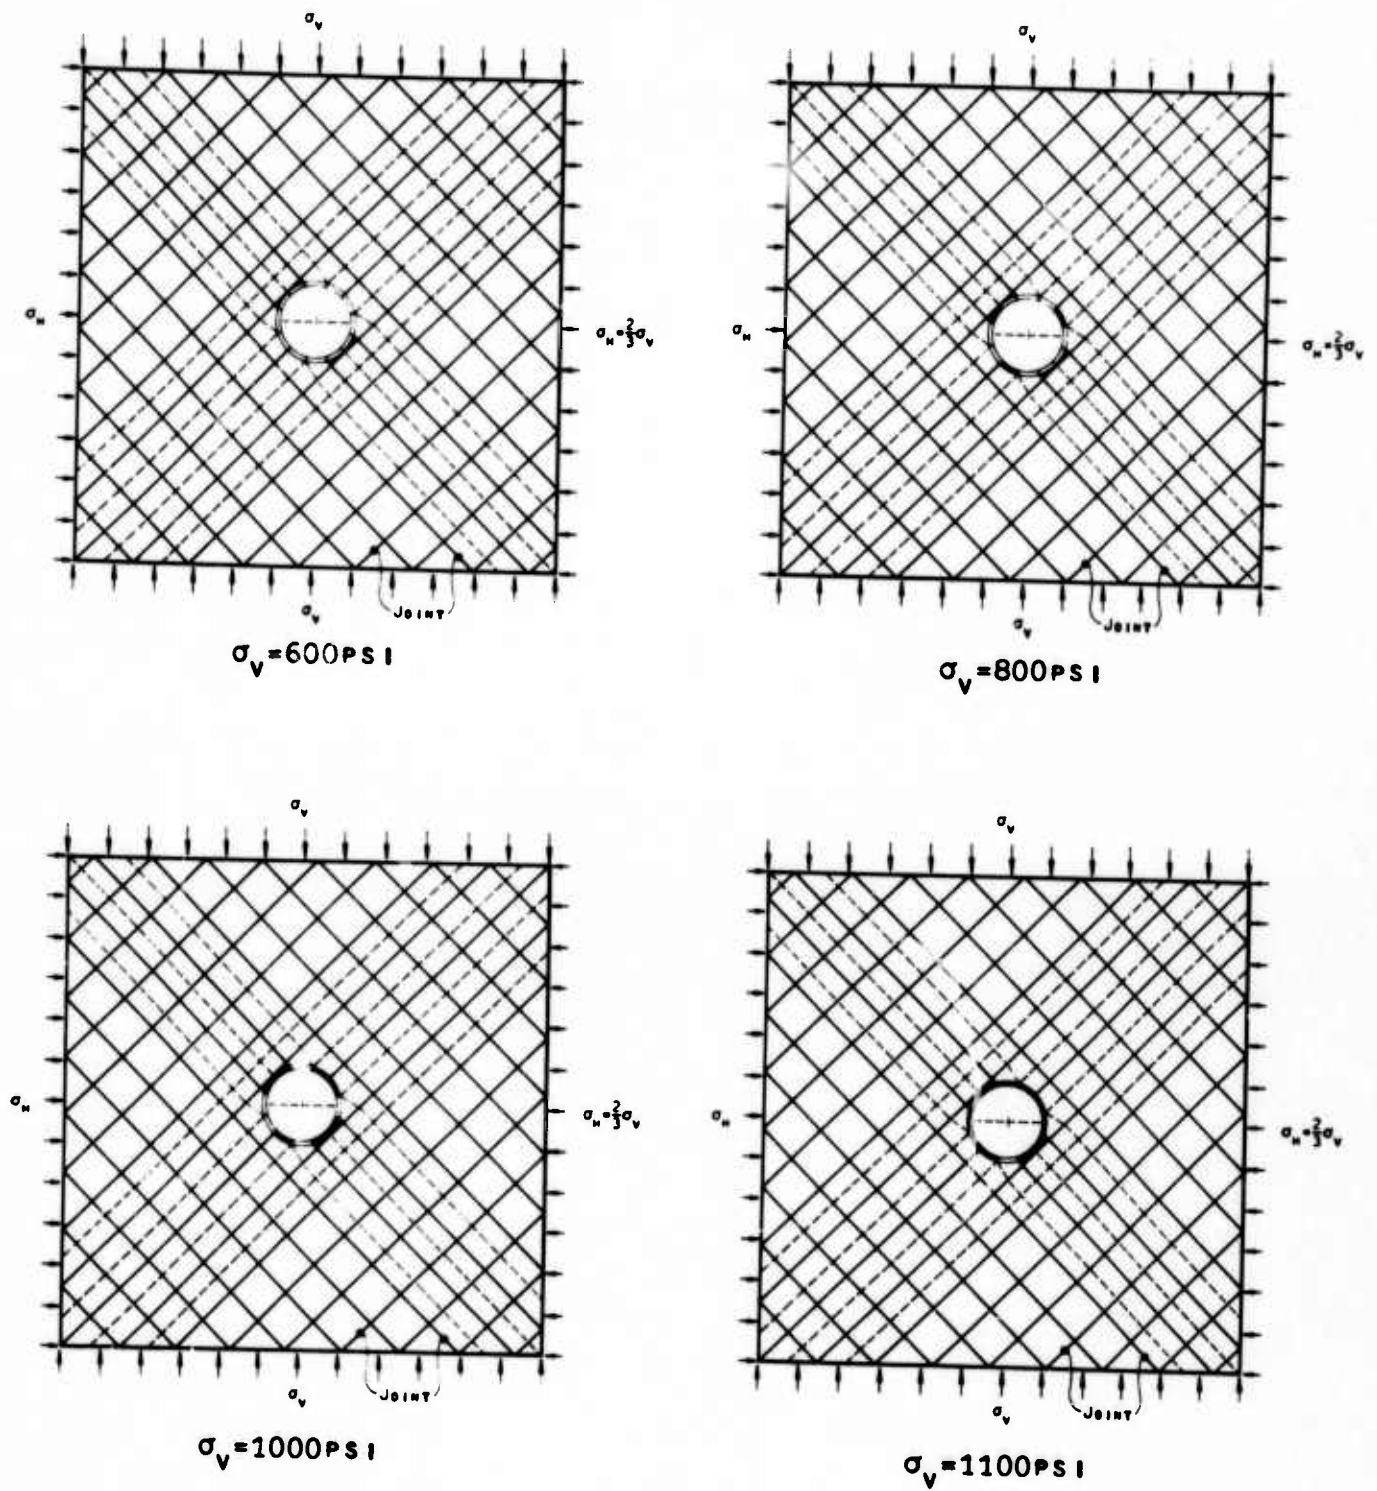 σᵥ
σᵥ
σH
σH=⅔σᵥ
σH
σH=⅔σᵥ
JOINT
σᵥ
JOINT
σᵥ
σᵥ=600PSI
σᵥ=800PSI
σᵥ
σᵥ
σH
σH=⅔σᵥ
σH
σH=⅔σᵥ
JOINT
σᵥ
JOINT
σᵥ
σᵥ=1000PSI
σᵥ=1100PSI